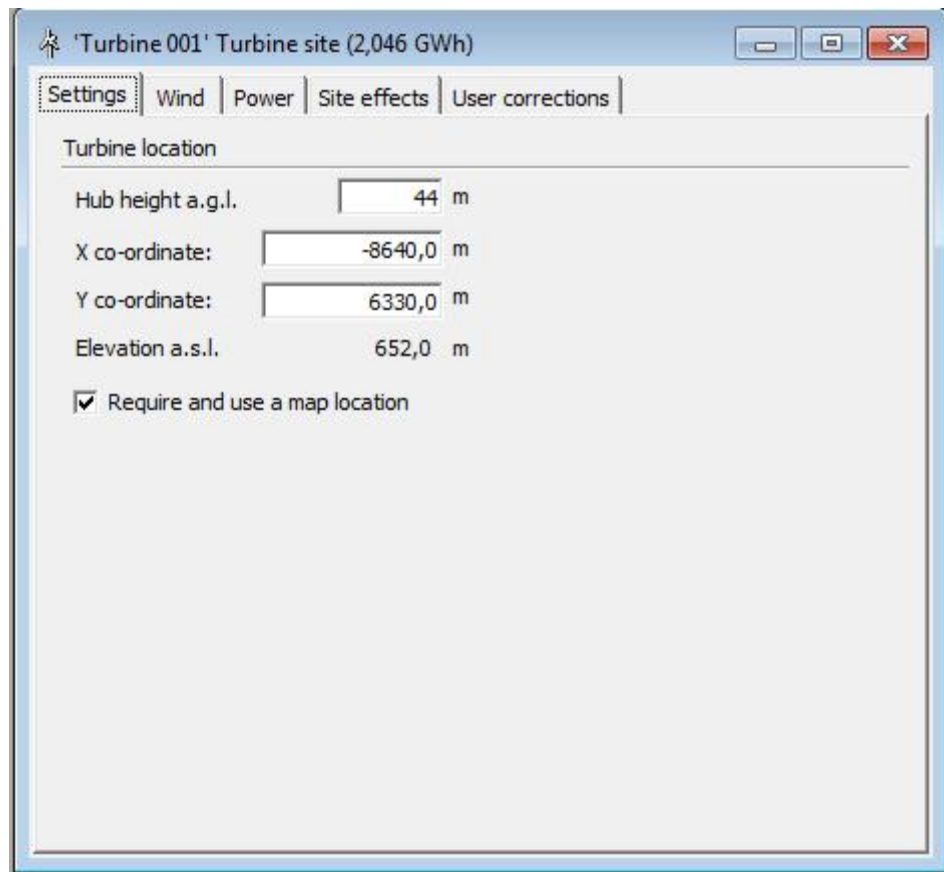 'Turbine 001' Turbine site (2,046 GWh)
Settings Wind Power Site effects User corrections
Turbine location
Hub height a.g.l. 44 m
X co-ordinate: -8640,0 m
Y co-ordinate: 6330,0 m
Elevation a.s.l. 652,0 m
Require and use a map location